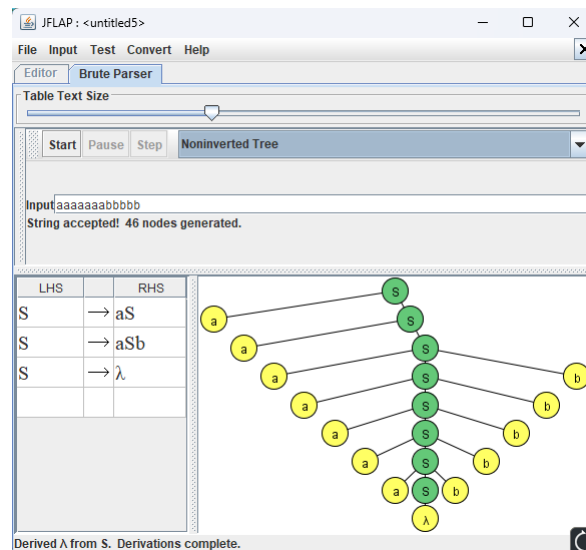 JFLAP : <untitled5>
File Input Test Convert Help
Editor Brute Parser
Table Text Size
Start Pause Step Noninverted Tree
Input aaaaaaabbbbb
String accepted! 46 nodes generated.
LHS RHS
S → aS
S → aSb
S → λ
S
a S
a S b
a S b
a S b
a S b
a S b
a S b
λ
Derived λ from S. Derivations complete.